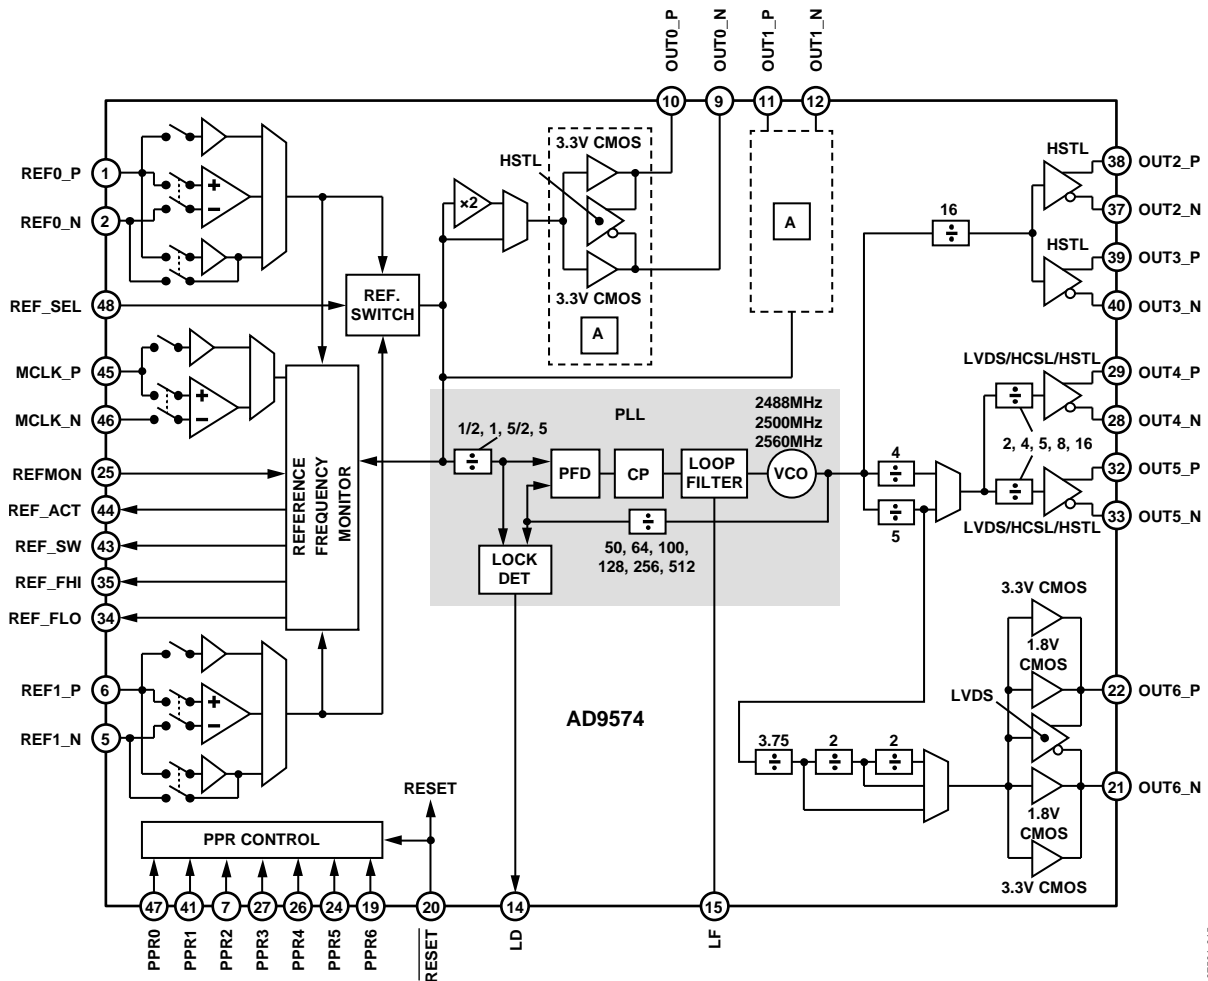 OUT0_P
OUT0_N
OUT1_P
OUT1_N
10
9
11
12
REF0_P
1
REF0_N
2
+
−
REF_SEL
48
REF.
SWITCH
MCLK_P
45
MCLK_N
46
+
−
REFMON
25
REF_ACT
44
REF_SW
43
REF_FHI
35
REF_FLO
34
REFERENCE
FREQUENCY
MONITOR
REF1_P
6
REF1_N
5
+
−
×2
HSTL
3.3V CMOS
3.3V CMOS
A
A
PLL
1/2, 1, 5/2, 5
÷
PFD
CP
LOOP
FILTER
2488MHz
2500MHz
2560MHz
VCO
÷
50, 64, 100,
128, 256, 512
LOCK
DET
16
÷
HSTL
38
OUT2_P
37
OUT2_N
HSTL
39
OUT3_P
40
OUT3_N
LVDS/HCSL/HSTL
29
OUT4_P
28
OUT4_N
÷
2, 4, 5, 8, 16
÷
32
OUT5_P
33
OUT5_N
LVDS/HCSL/HSTL
4
÷
÷
5
3.75
÷
2
÷
2
÷
3.3V CMOS
1.8V
CMOS
LVDS
1.8V
CMOS
3.3V CMOS
22
OUT6_P
21
OUT6_N
AD9574
RESET
PPR CONTROL
47
41
7
27
26
24
19
20
14
15
PPR0
PPR1
PPR2
PPR3
PPR4
PPR5
PPR6
RESET
LD
LF